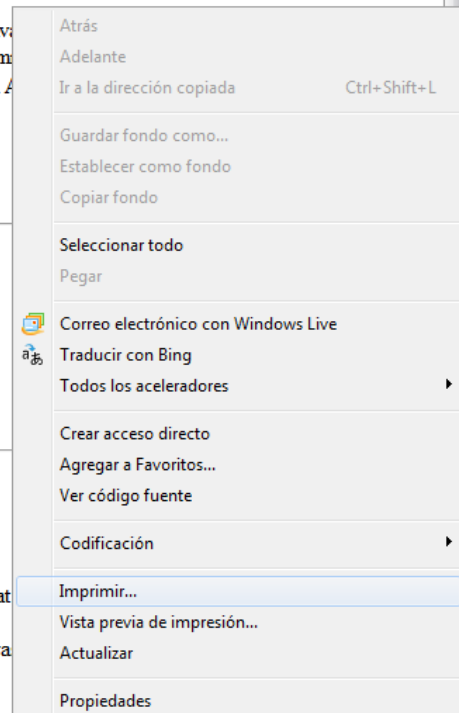 Atrás
Adelante
Ir a la dirección copiada Ctrl+Shift+L
Guardar fondo como...
Establecer como fondo
Copiar fondo
Seleccionar todo
Pegar
Correo electrónico con Windows Live
Traducir con Bing
Todos los aceleradores
Crear acceso directo
Agregar a Favoritos...
Ver código fuente
Codificación
Imprimir...
Vista previa de impresión...
Actualizar
Propiedades